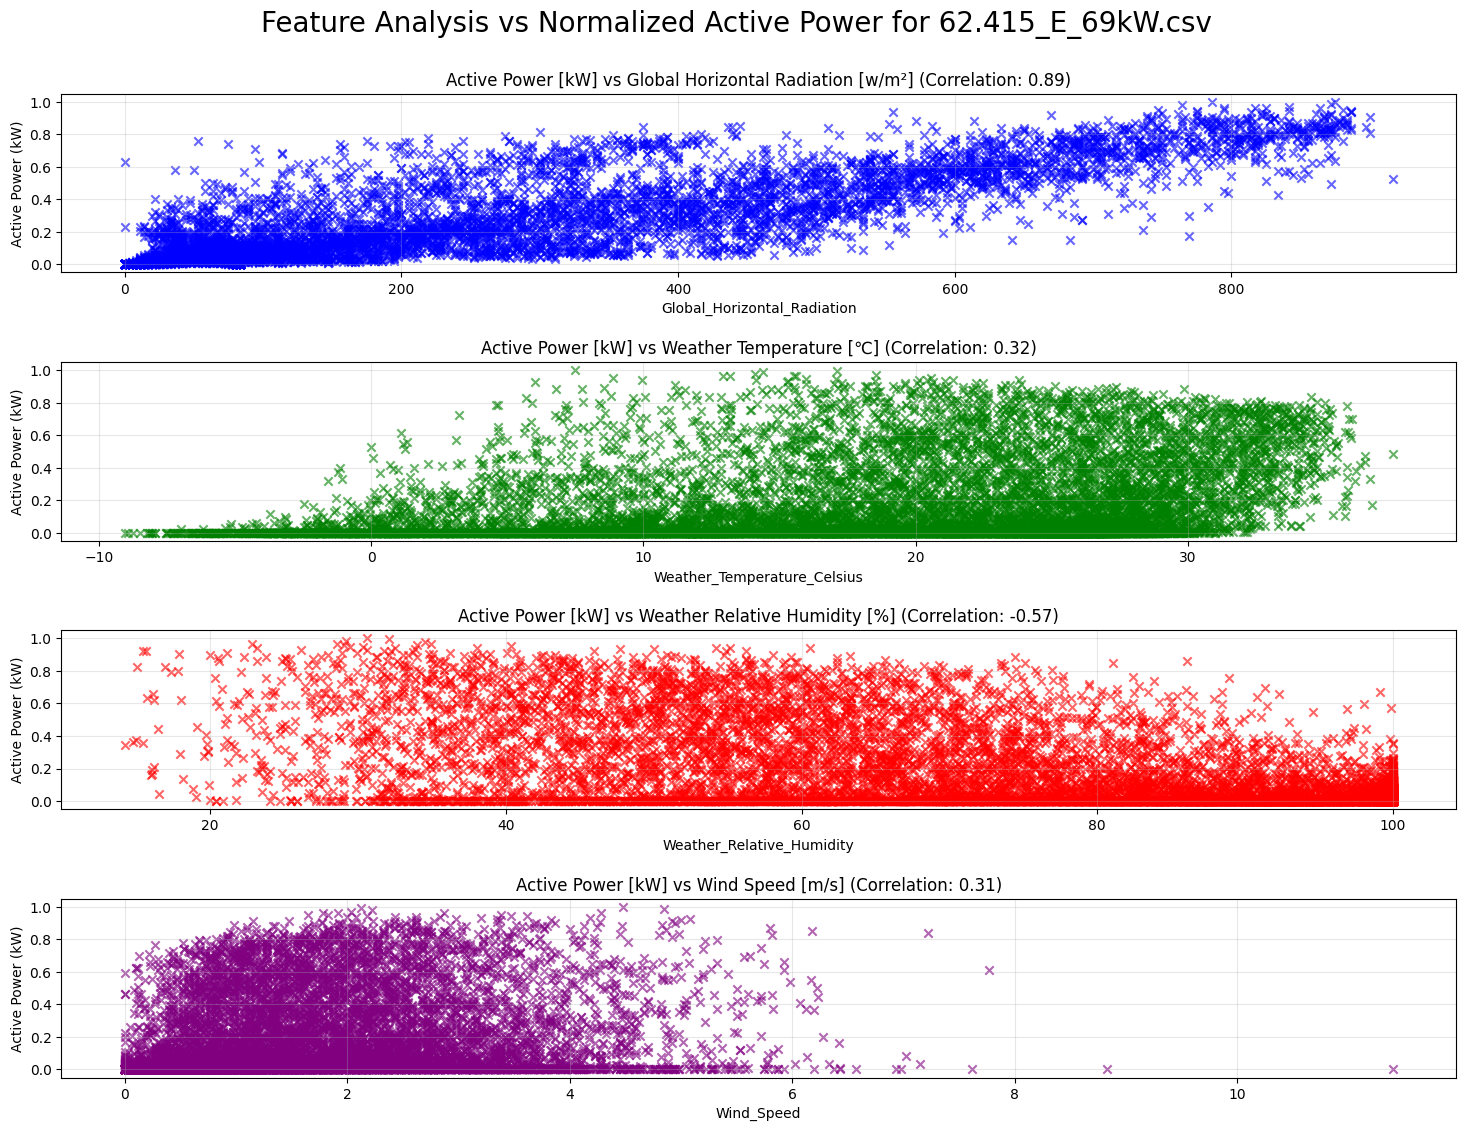 Feature Analysis vs Normalized Active Power for 62.415_E_69kW.csv
Active Power [kW] vs Global Horizontal Radiation [w/m²] (Correlation: 0.89)
Active Power (kW)
1.0
0.8
0.6
0.4
0.2
0.0
0 200 400 600 800
Global_Horizontal_Radiation
Active Power [kW] vs Weather Temperature [℃] (Correlation: 0.32)
Active Power (kW)
1.0
0.8
0.6
0.4
0.2
0.0
−10 0 10 20 30
Weather_Temperature_Celsius
Active Power [kW] vs Weather Relative Humidity [%] (Correlation: -0.57)
Active Power (kW)
1.0
0.8
0.6
0.4
0.2
0.0
20 40 60 80 100
Weather_Relative_Humidity
Active Power [kW] vs Wind Speed [m/s] (Correlation: 0.31)
Active Power (kW)
1.0
0.8
0.6
0.4
0.2
0.0
0 2 4 6 8 10
Wind_Speed